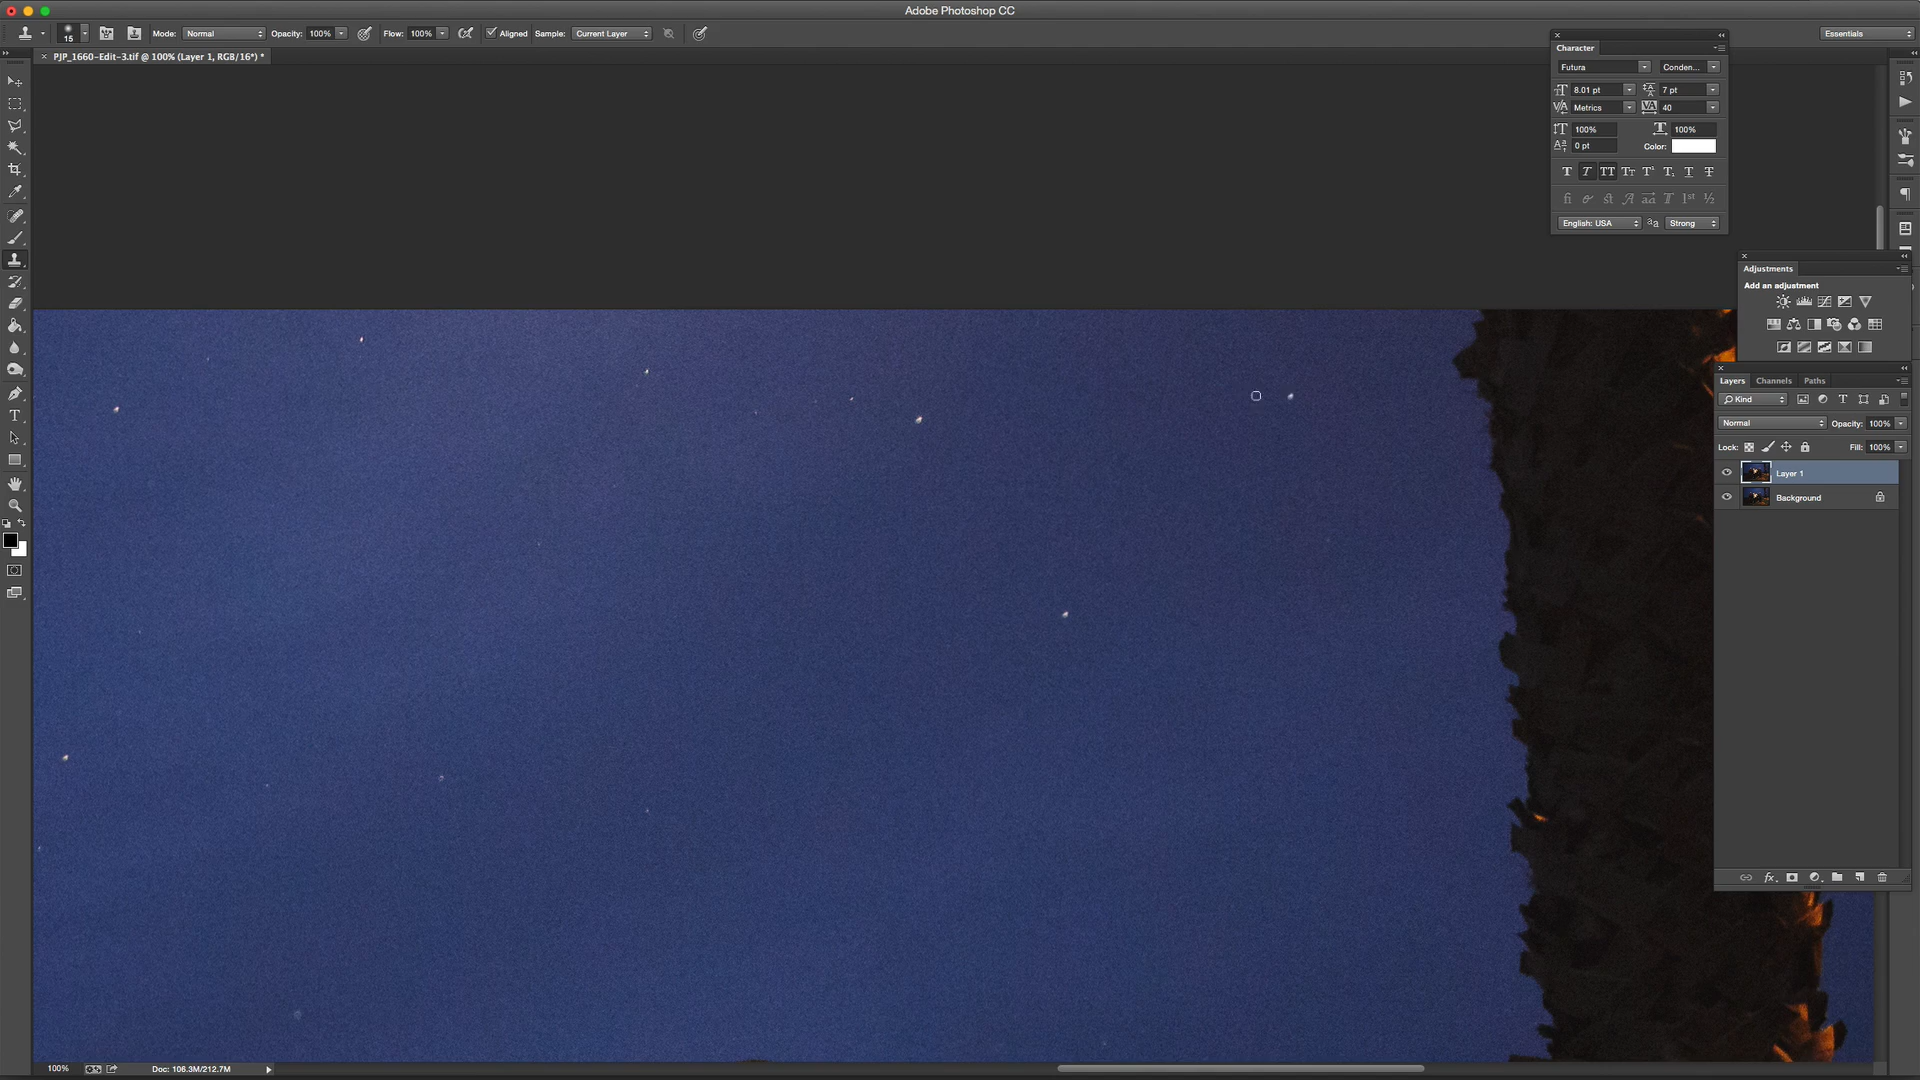 Adobe Photoshop CC
15
Mode: Normal Opacity: 100% Flow: 100% Aligned Sample: Current Layer
Essentials
PJP_1660-Edit-3.tif @ 100% (Layer 1, RGB/16*) *
Character
Futura Conden...
8.01 pt 7 pt
Metrics 40
100% 100%
0 pt Color:
English: USA aa Strong
Adjustments
Add an adjustment
Layers Channels Paths
Kind
Normal Opacity: 100%
Lock: Fill: 100%
Layer 1
Background
100% Doc: 106.3M/212.7M